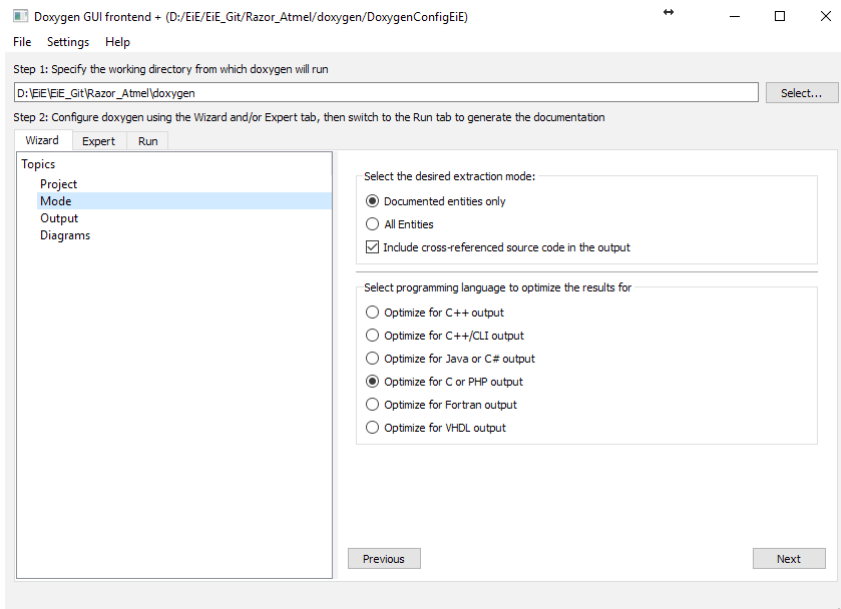 Doxygen GUI frontend + (D:/EiE/EiE_Git/Razor_Atmel/doxygen/DoxygenConfigEiE)
File Settings Help
Step 1: Specify the working directory from which doxygen will run
D:\EiE\EiE_Git\Razor_Atmel\doxygen
Select...
Step 2: Configure doxygen using the Wizard and/or Expert tab, then switch to the Run tab to generate the documentation
Wizard Expert Run
Topics
Project
Mode
Output
Diagrams
Select the desired extraction mode:
Documented entities only
All Entities
Include cross-referenced source code in the output
Select programming language to optimize the results for
Optimize for C++ output
Optimize for C++/CLI output
Optimize for Java or C# output
Optimize for C or PHP output
Optimize for Fortran output
Optimize for VHDL output
Previous Next